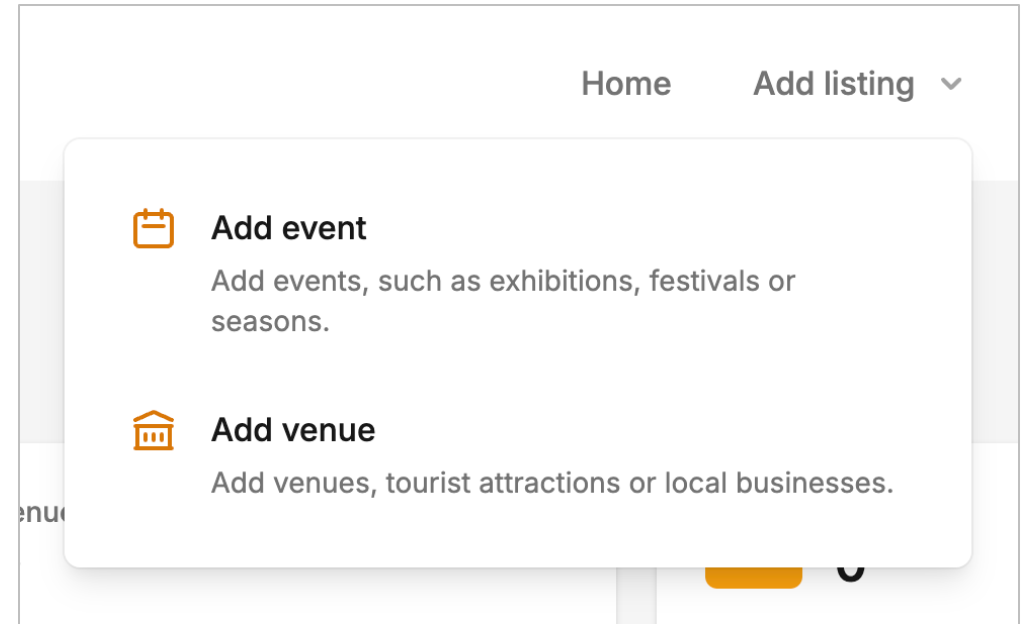 Home Add listing
Add event
Add events, such as exhibitions, festivals or
seasons.
Add venue
Add venues, tourist attractions or local businesses.